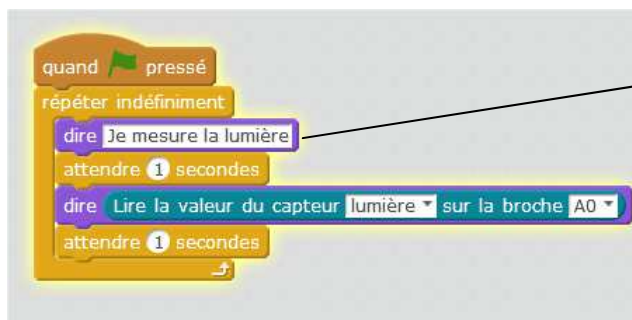 quand pressé
répéter indéfiniment
dire Je mesure la lumière
attendre 1 secondes
dire Lire la valeur du capteur lumière sur la broche A0
attendre 1 secondes